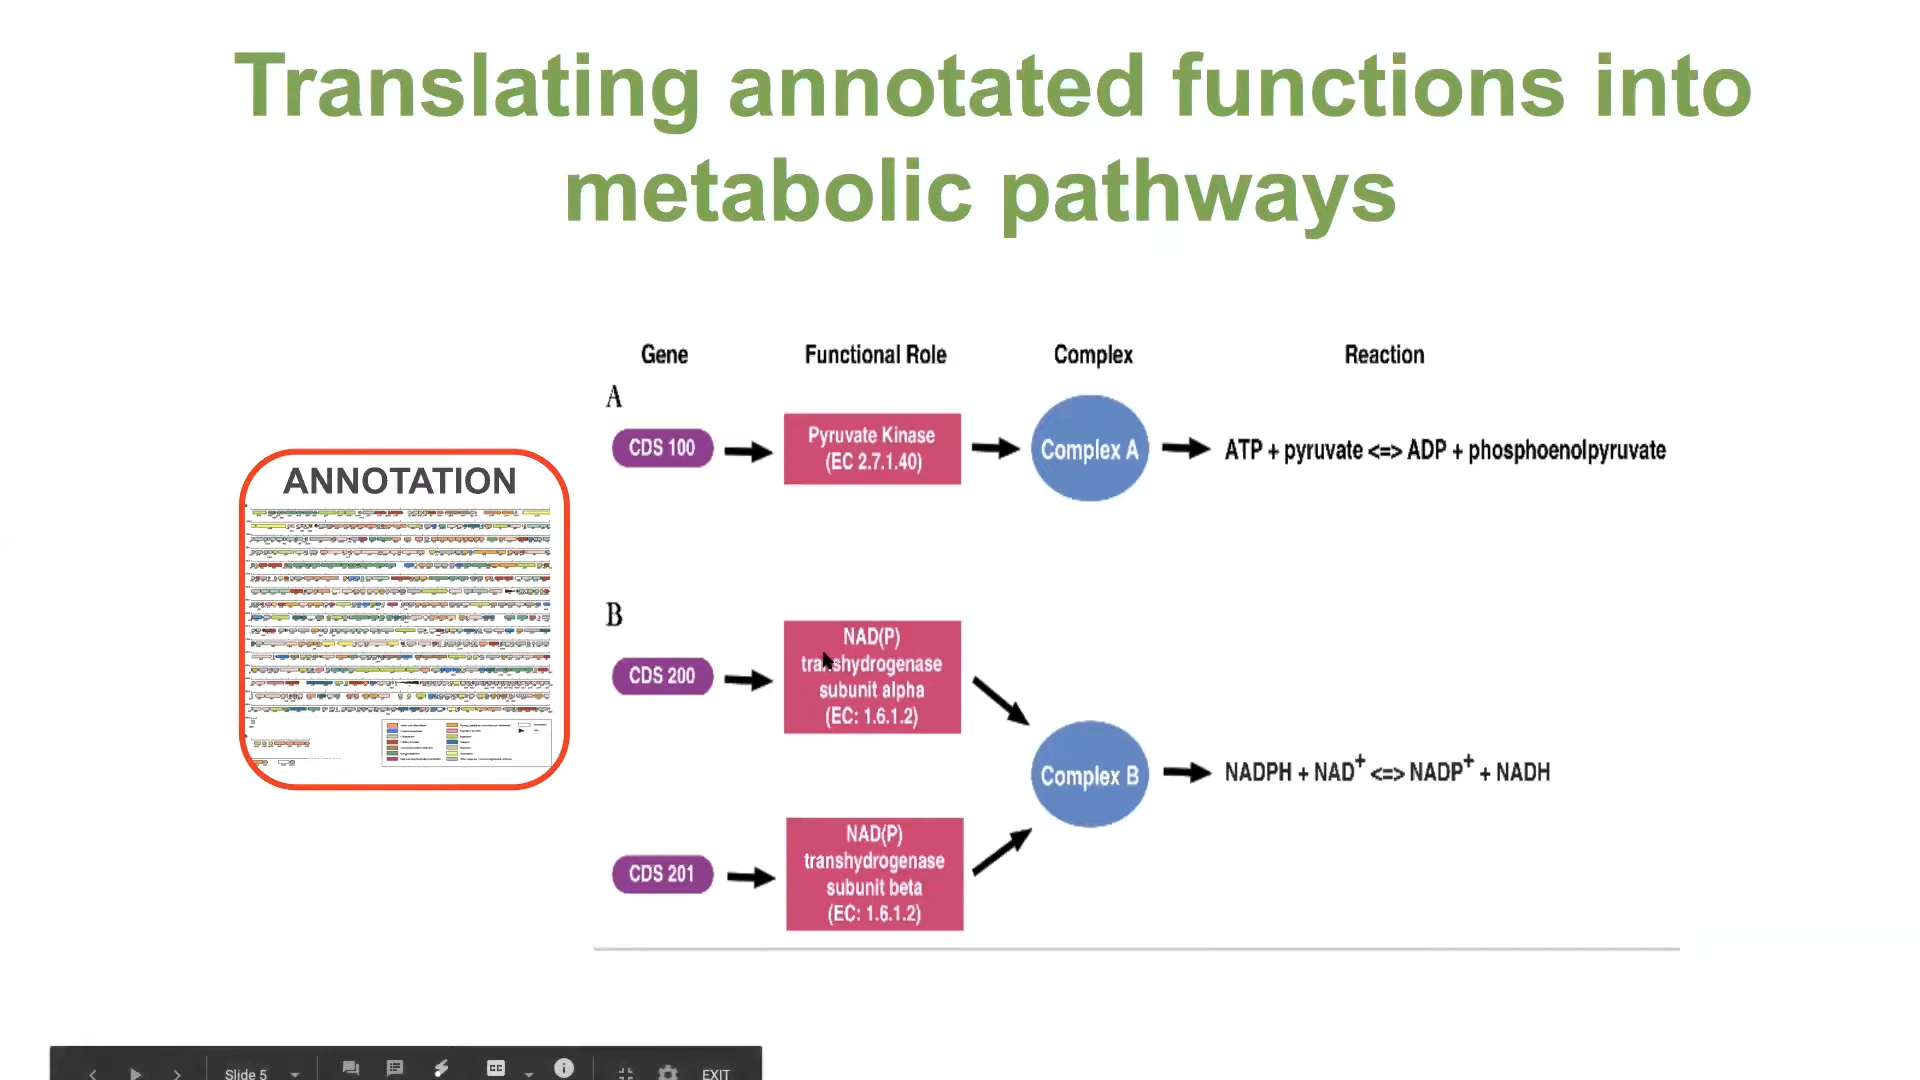 Translating annotated functions into
metabolic pathways
ANNOTATION
Gene Functional Role Complex Reaction
A
CDS 100
Pyruvate Kinase
(EC 2.7.1.40)
Complex A
ATP + pyruvate <=> ADP + phosphoenolpyruvate
B
CDS 200
NAD(P)
transhydrogenase
subunit alpha
(EC: 1.6.1.2)
Complex B
NADPH + NAD+ <=> NADP+ + NADH
CDS 201
NAD(P)
transhydrogenase
subunit beta
(EC: 1.6.1.2)
Slide 5
CC
EXIT